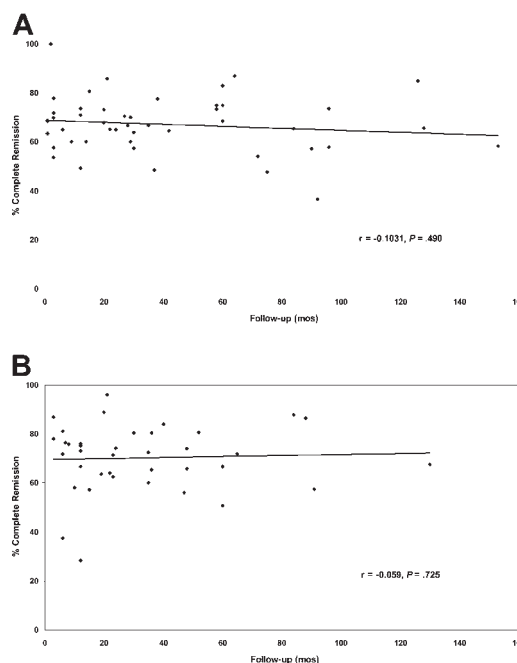 A
100
80
60
40
20
0
% Complete Remission
r = -0.1031, P = .490
0 20 40 60 80 100 120 140
Follow-up (mos)
B
100
80
60
40
20
0
% Complete Remission
r = -0.059, P = .725
0 20 40 60 80 100 120 140
Follow-up (mos)